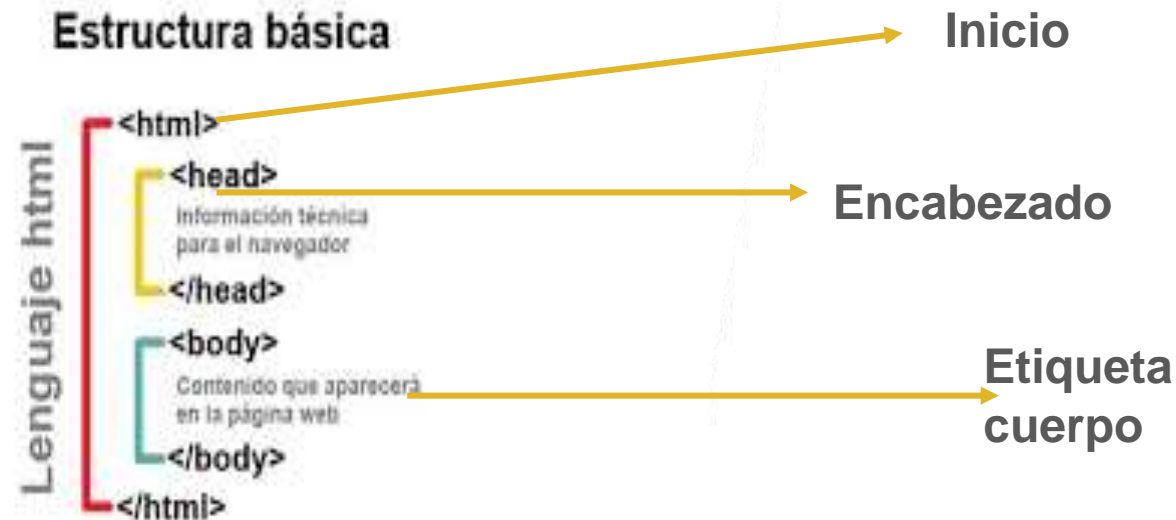 Estructura básica
Inicio
Lenguaje html
<html>
<head>
Encabezado
Información técnica
para el navegador
</head>
<body>
Etiqueta
cuerpo
Contenido que aparecerá
en la página web
</body>
</html>